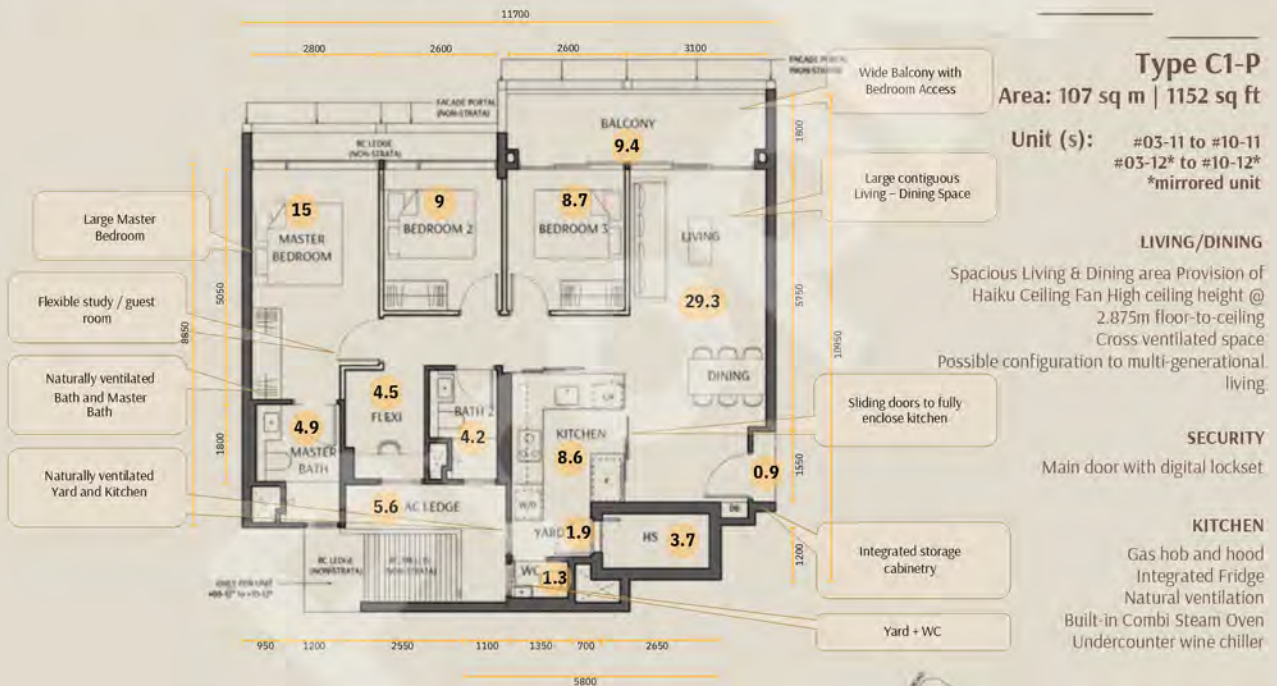 11700
2800
2600
2600
3100
FACADE PORTAL
(NON-STRATA)
FACADE PORTAL
(NON-STRATA)
RC LEDGE
(NON-STRATA)
BALCONY
9.4
Wide Balcony with
Bedroom Access
Type C1-P
Area: 107 sq m | 1152 sq ft
Unit (s):
#03-11 to #10-11
#03-12* to #10-12*
*mirrored unit
1800
Large contiguous
Living – Dining Space
15
MASTER
BEDROOM
9
BEDROOM 2
8.7
BEDROOM 3
LIVING
29.3
Large Master
Bedroom
LIVING/DINING
Spacious Living & Dining area Provision of
Haiku Ceiling Fan High ceiling height @
2.875m floor-to-ceiling
Cross ventilated space
Possible configuration to multi-generational
living
Flexible study / guest
room
5050
8850
5750
10950
Naturally ventilated
Bath and Master
Bath
4.5
FLEXI
BATH 2
4.2
DINING
KITCHEN
8.6
Sliding doors to fully
enclose kitchen
4.9
MASTER
BATH
1800
1550
0.9
SECURITY
Main door with digital lockset
Naturally ventilated
Yard and Kitchen
5.6
AC LEDGE
W/D
F
DB
YARD
1.9
HS
3.7
1200
Integrated storage
cabinetry
KITCHEN
Gas hob and hood
Integrated Fridge
Natural ventilation
Built-in Combi Steam Oven
Undercounter wine chiller
RC LEDGE
(NON-STRATA)
(NON-STRATA)
WC
1.3
ONLY FOR UNIT
Yard + WC
950
1200
2550
1100
1350
700
2650
5800